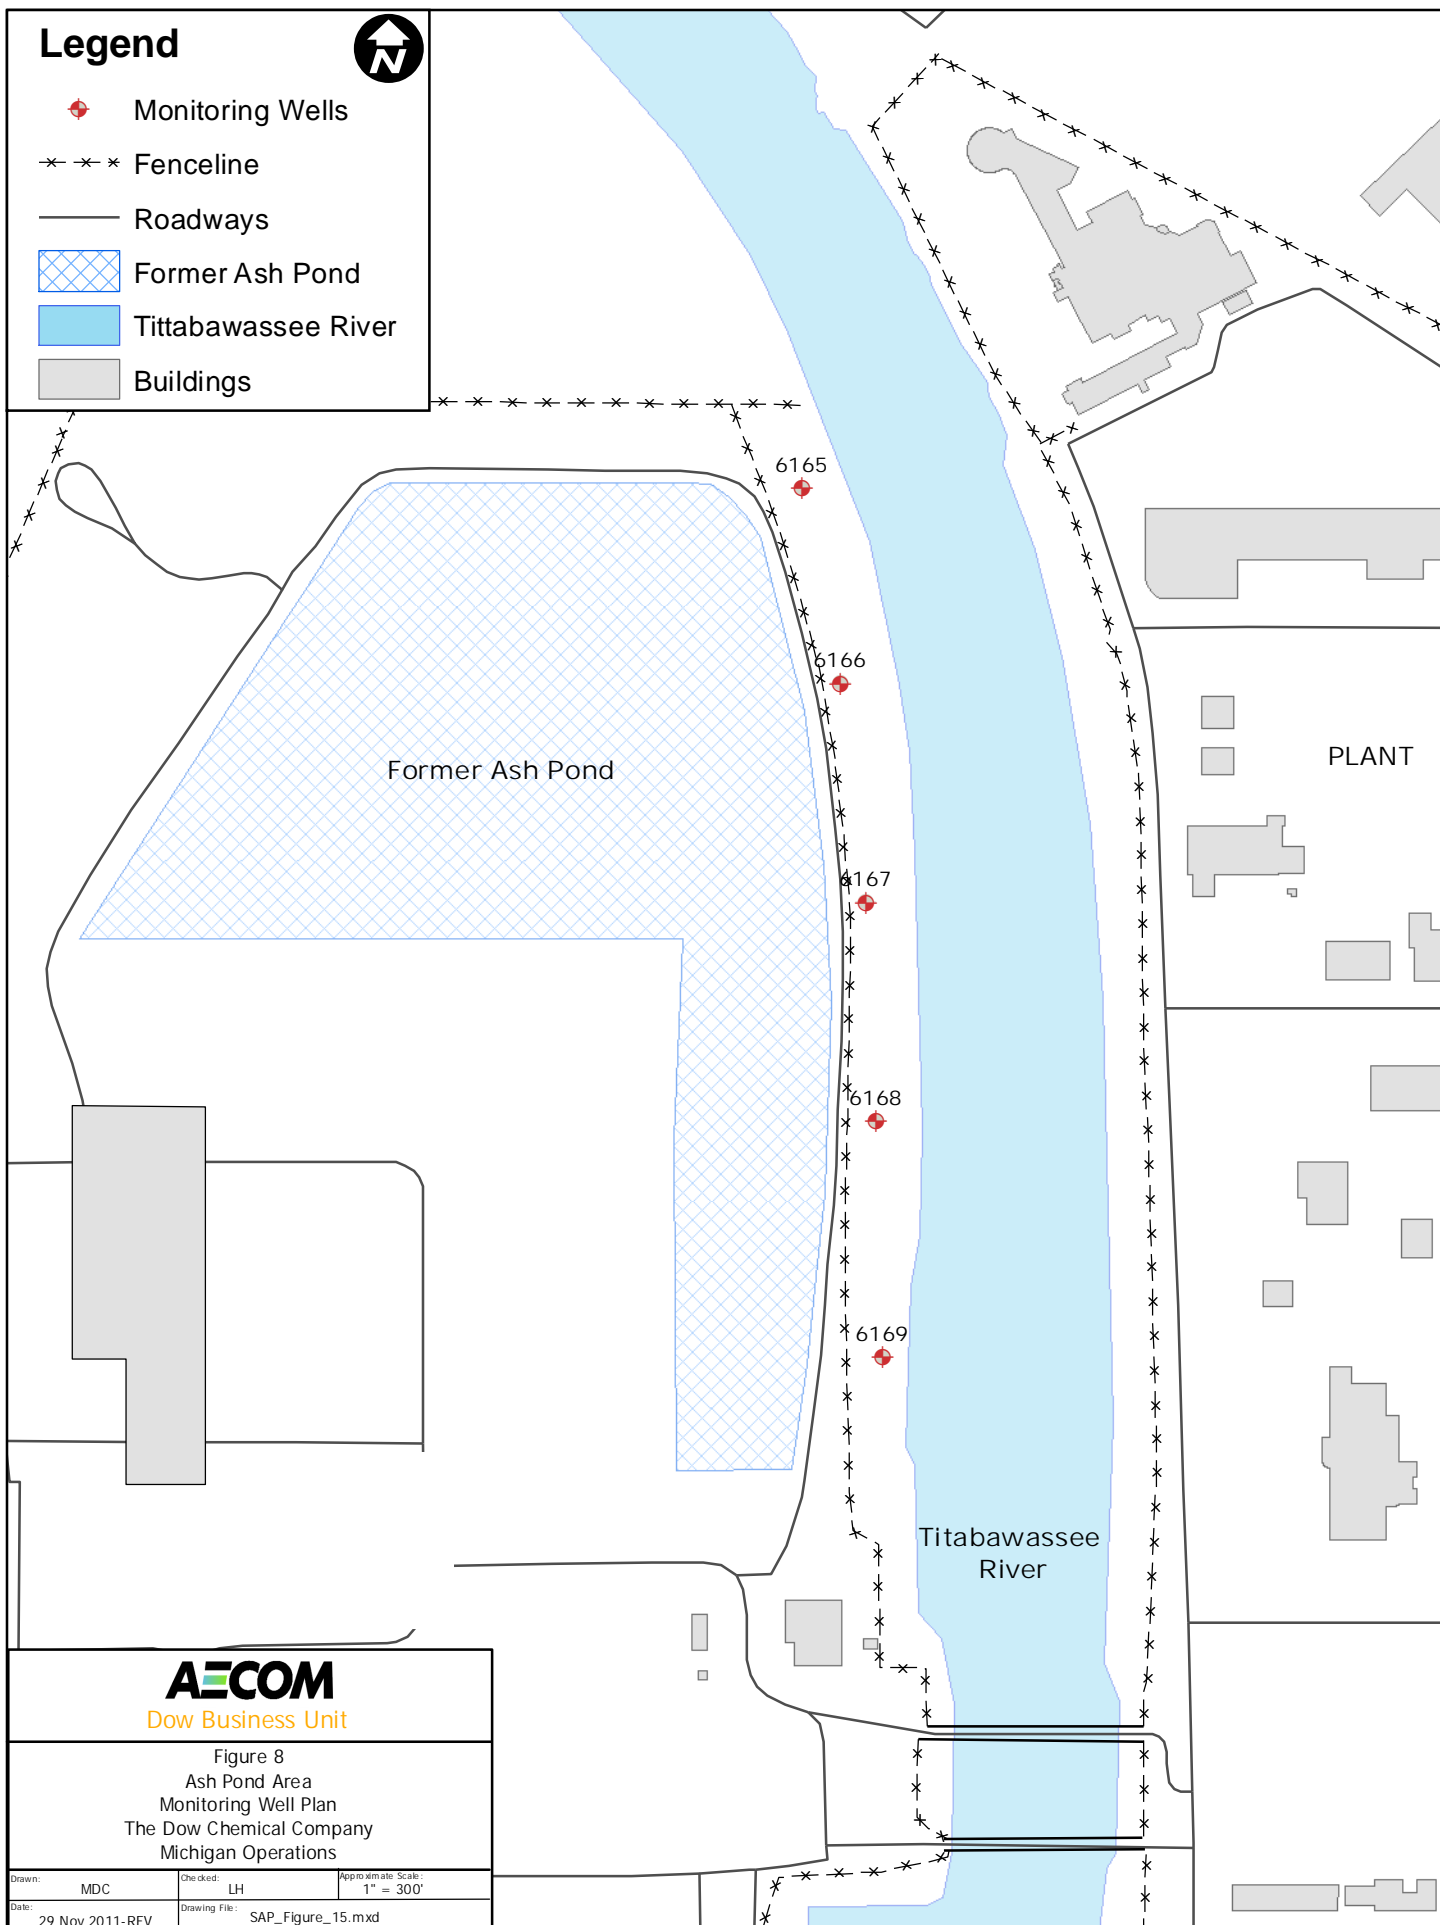 Legend
N
Monitoring Wells
Fenceline
Roadways
Former Ash Pond
Tittabawassee River
Buildings
6165
6166
Former Ash Pond
PLANT
6167
6168
6169
Titabawassee
River
AECOM
Dow Business Unit
Figure 8
Ash Pond Area
Monitoring Well Plan
The Dow Chemical Company
Michigan Operations
Drawn:
MDC
Checked:
LH
Approximate Scale:
1" = 300'
Date:
29 Nov 2011-REV
Drawing File:
SAP_Figure_15.mxd